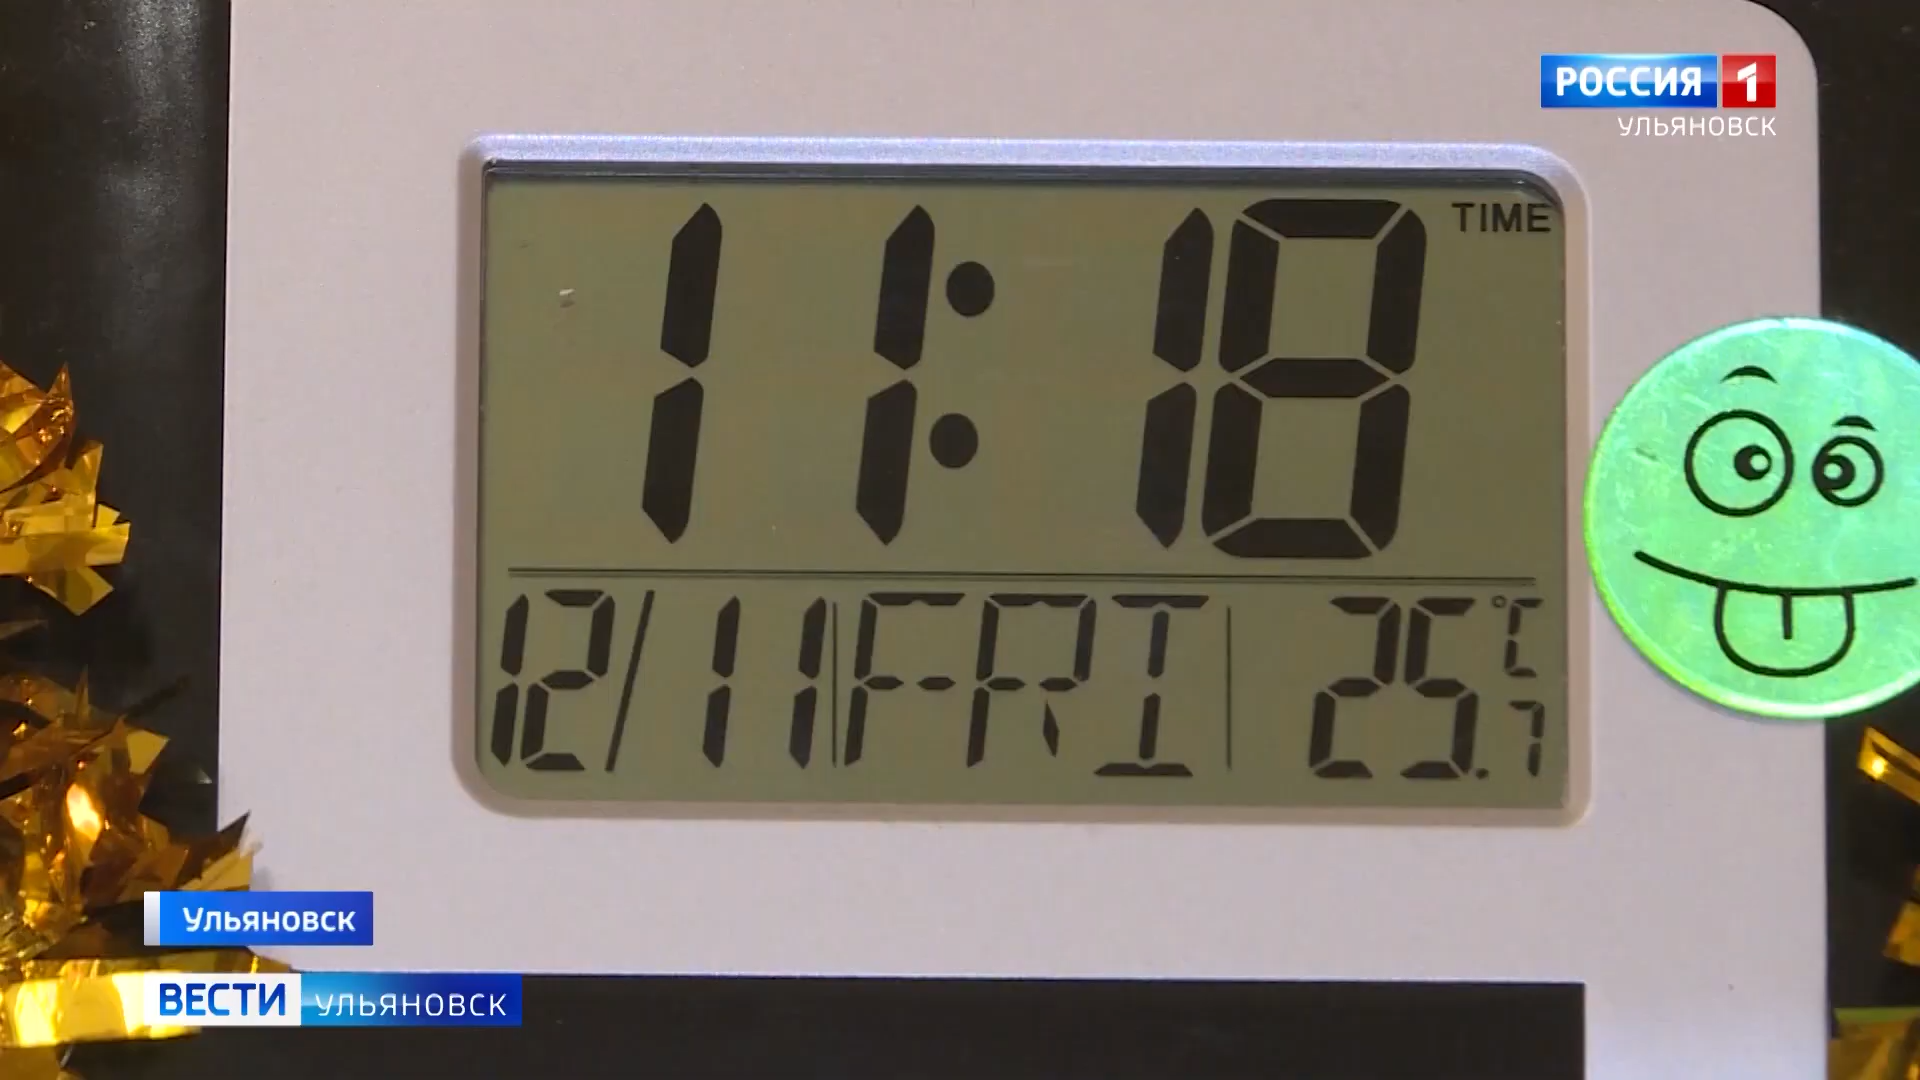 РОССИЯ 1
УЛЬЯНОВСК
TIME
11:18
12/11 FRI 25.7 °C
Ульяновск
ВЕСТИ УЛЬЯНОВСК